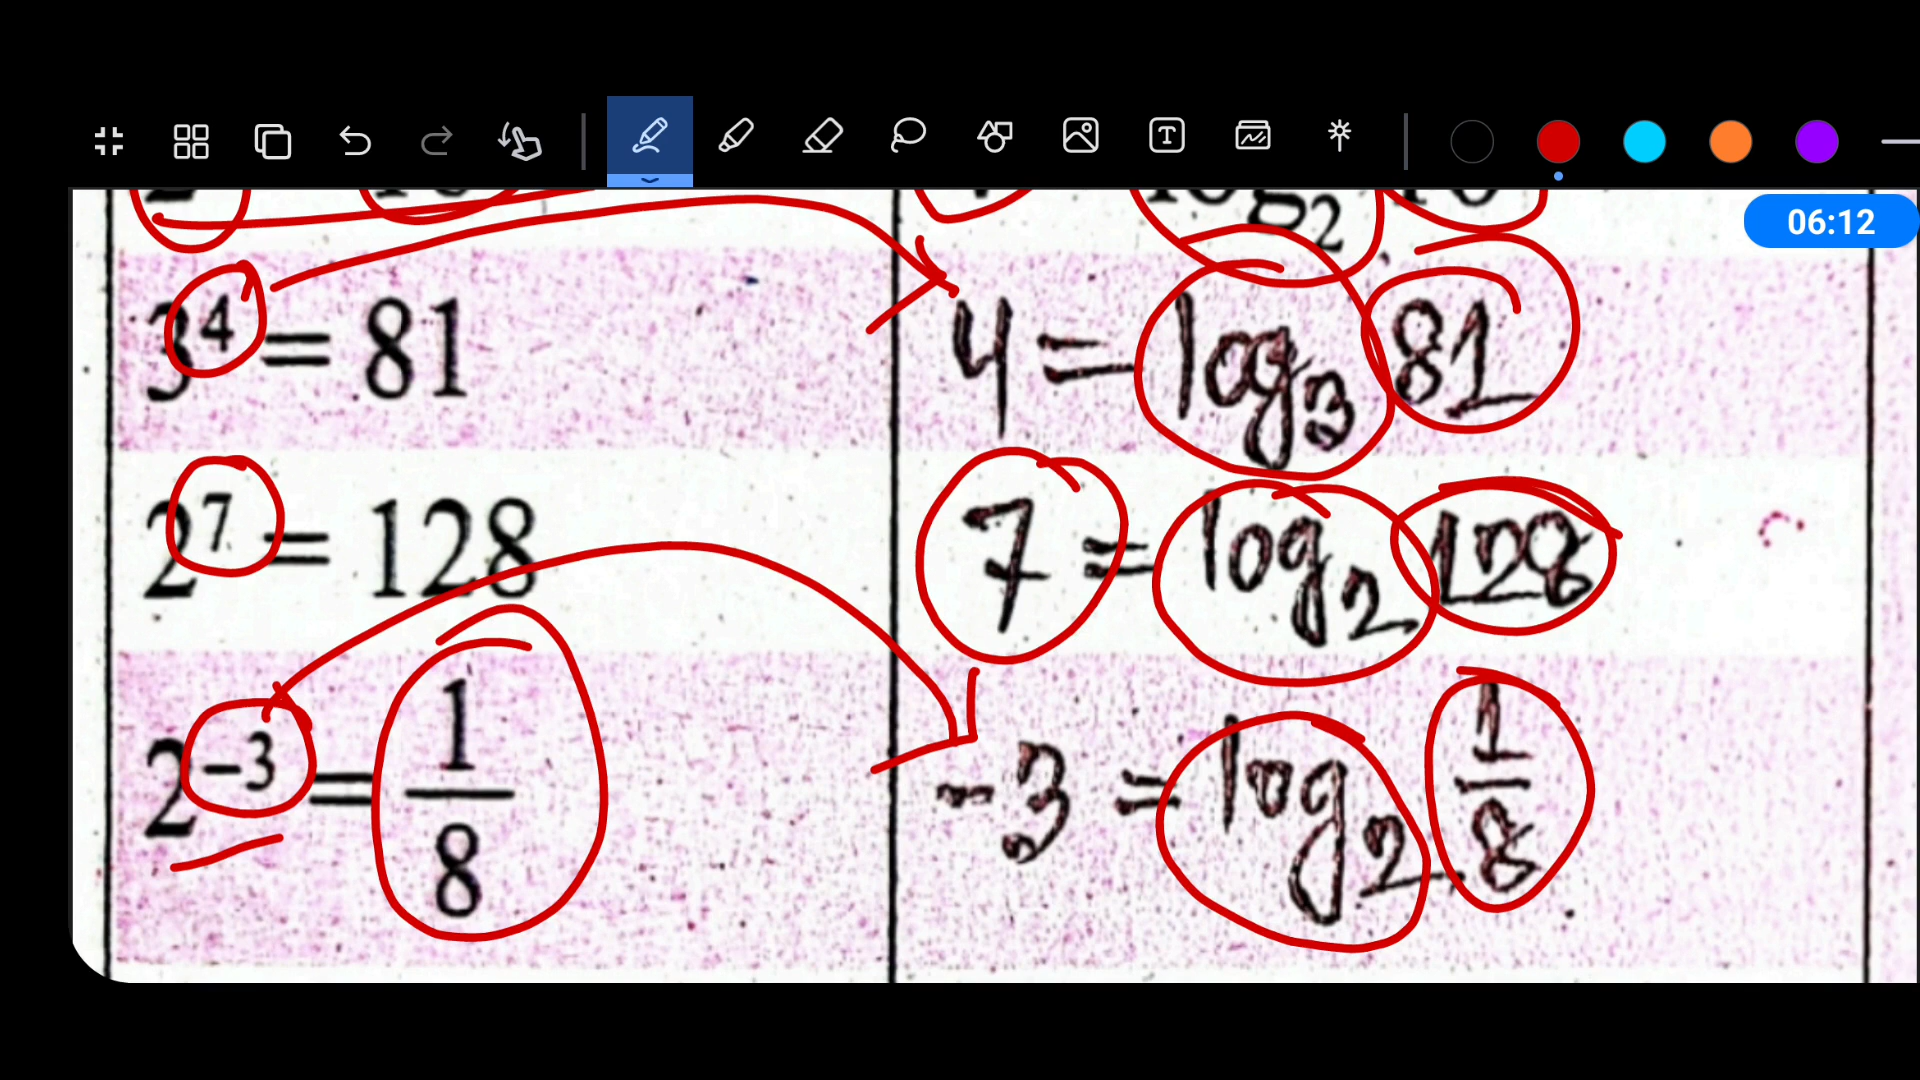 06:12
log₂
3⁴ = 81 4 = log₃ 81
2⁷ = 128 7 = log₂ 128
2⁻³ = 1/8 -3 = log₂ 1/8